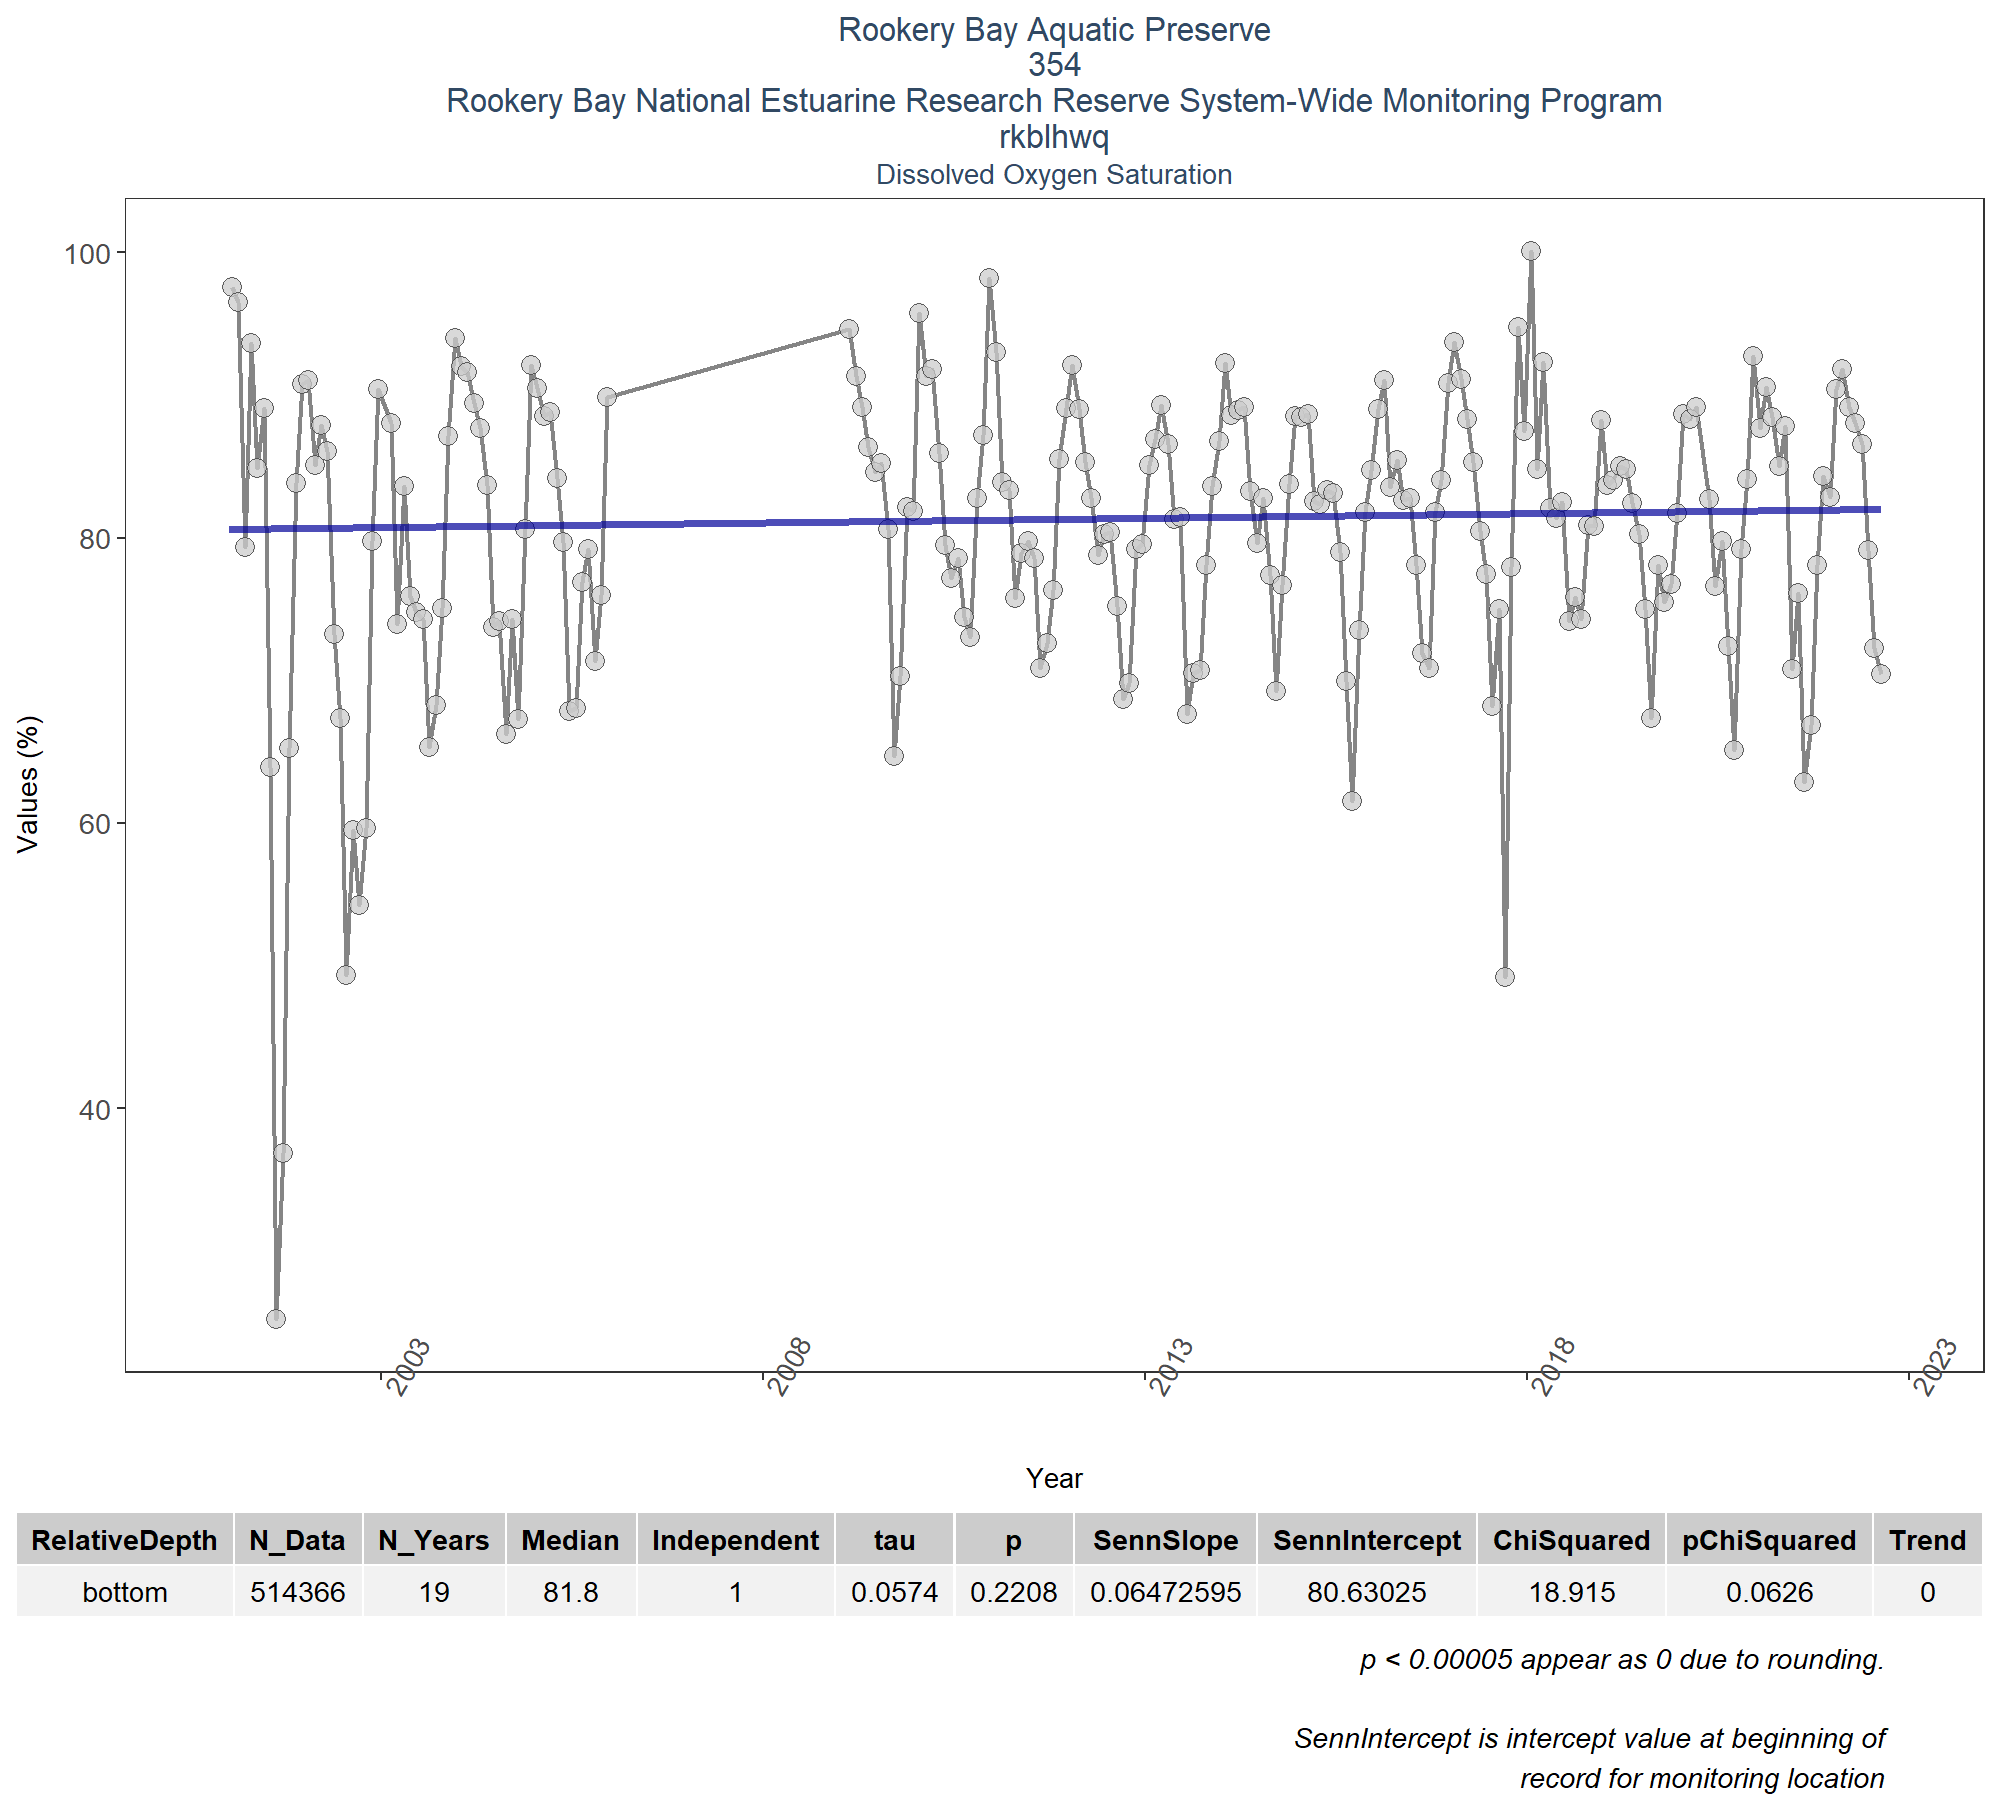 Rookery Bay Aquatic Preserve
354
Rookery Bay National Estuarine Research Reserve System-Wide Monitoring Program
rkblhwq
Dissolved Oxygen Saturation
100
80
60
40
Values (%)
2003 2008 2013 2018 2023
Year
RelativeDepth N_Data N_Years Median Independent tau p SennSlope SennIntercept ChiSquared pChiSquared Trend
bottom 514366 19 81.8 1 0.0574 0.2208 0.06472595 80.63025 18.915 0.0626 0
p < 0.00005 appear as 0 due to rounding.
SennIntercept is intercept value at beginning of
record for monitoring location